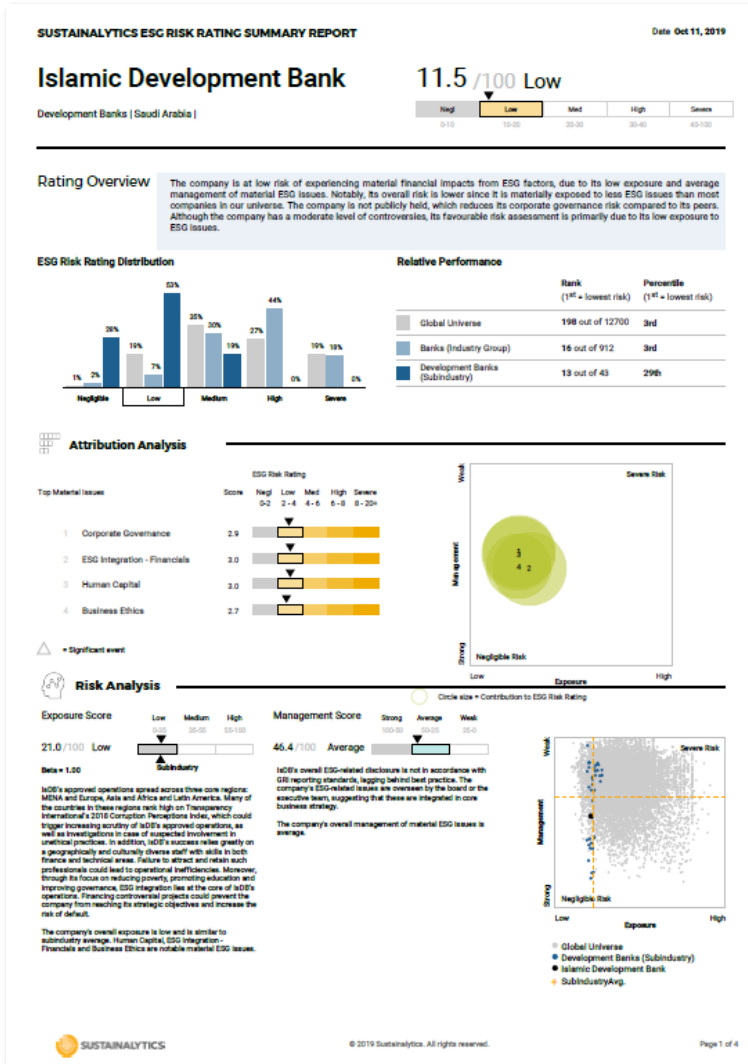 SUSTAINALYTICS ESG RISK RATING SUMMARY REPORT
Date Oct 11, 2019
Islamic Development Bank
Development Banks | Saudi Arabia |
11.5 /100 Low
Negl Low Med High Severe
0-10 10-20 20-30 30-40 40-100
Rating Overview
The company is at low risk of experiencing material financial impacts from ESG factors, due to its low exposure and average
management of material ESG issues. Notably, its overall risk is lower since it is materially exposed to less ESG issues than most
companies in our universe. The company is not publicly held, which reduces its corporate governance risk compared to its peers.
Although the company has a moderate level of controversies, its favourable risk assessment is primarily due to its low exposure to
ESG issues.
ESG Risk Rating Distribution
1% 2% 28%
19% 7% 53%
35% 30% 19%
27% 44% 0%
19% 18% 0%
Negligible Low Medium High Severe
Relative Performance
Rank Percentile
(1st = lowest risk) (1st = lowest risk)
Global Universe 198 out of 12700 3rd
Banks (Industry Group) 16 out of 912 3rd
Development Banks
(Subindustry) 13 out of 43 29th
Attribution Analysis
ESG Risk Rating
Top Material Issues Score Negl Low Med High Severe
0-2 2-4 4-6 6-8 8-20+
1 Corporate Governance 2.9
2 ESG Integration - Financials 3.0
3 Human Capital 3.0
4 Business Ethics 2.7
= Significant event
Weak
Severe Risk
Management
4 2
Strong
Negligible Risk
Low Exposure High
Circle size = Contribution to ESG Risk Rating
Risk Analysis
Exposure Score
Low Medium High
0-35 35-55 55-100
21.0 /100 Low
Beta = 1.00
Subindustry
IsDB's approved operations spread across three core regions:
MENA and Europe, Asia and Africa and Latin America. Many of
the countries in these regions rank high on Transparency
International's 2018 Corruption Perceptions Index, which could
trigger increasing scrutiny of IsDB's approved operations, as
well as investigations in case of suspected involvement in
unethical practices. In addition, IsDB's success relies greatly on
a geographically and culturally diverse staff with skills in both
finance and technical areas. Failure to attract and retain such
professionals could lead to operational inefficiencies. Moreover,
through its focus on reducing poverty, promoting education and
improving governance, ESG integration lies at the core of IsDB's
operations. Financing controversial projects could prevent the
company from reaching its strategic objectives and increase the
risk of default.
The company's overall exposure is low and is similar to
subindustry average. Human Capital, ESG Integration -
Financials and Business Ethics are notable material ESG issues.
Management Score
Strong Average Weak
100-50 50-25 25-0
46.4 /100 Average
IsDB's overall ESG-related disclosure is not in accordance with
GRI reporting standards, lagging behind best practice. The
company's ESG-related issues are overseen by the board or the
executive team, suggesting that these are integrated in core
business strategy.
The company's overall management of material ESG issues is
average.
Weak
Severe Risk
Management
Strong
Negligible Risk
Low Exposure High
Global Universe
Development Banks (Subindustry)
Islamic Development Bank
SubindustryAvg.
SUSTAINALYTICS
© 2019 Sustainalytics. All rights reserved.
Page 1 of 4